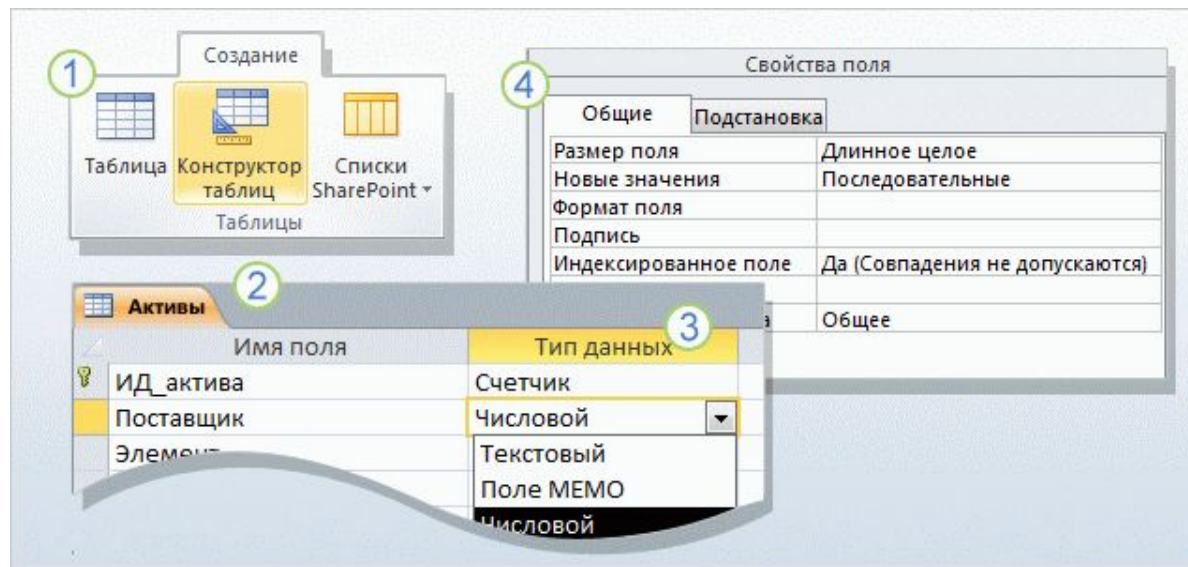 1
Создание
Таблица
Конструктор
таблиц
Списки
SharePoint
Таблицы
2
Активы
3
Имя поля Тип данных
ИД_актива Счетчик
Поставщик Числовой
Элемент
Текстовый
Поле МЕМО
Числовой
4
Свойства поля
Общие Подстановка
Размер поля Длинное целое
Новые значения Последовательные
Формат поля
Подпись
Индексированное поле Да (Совпадения не допускаются)
Общее